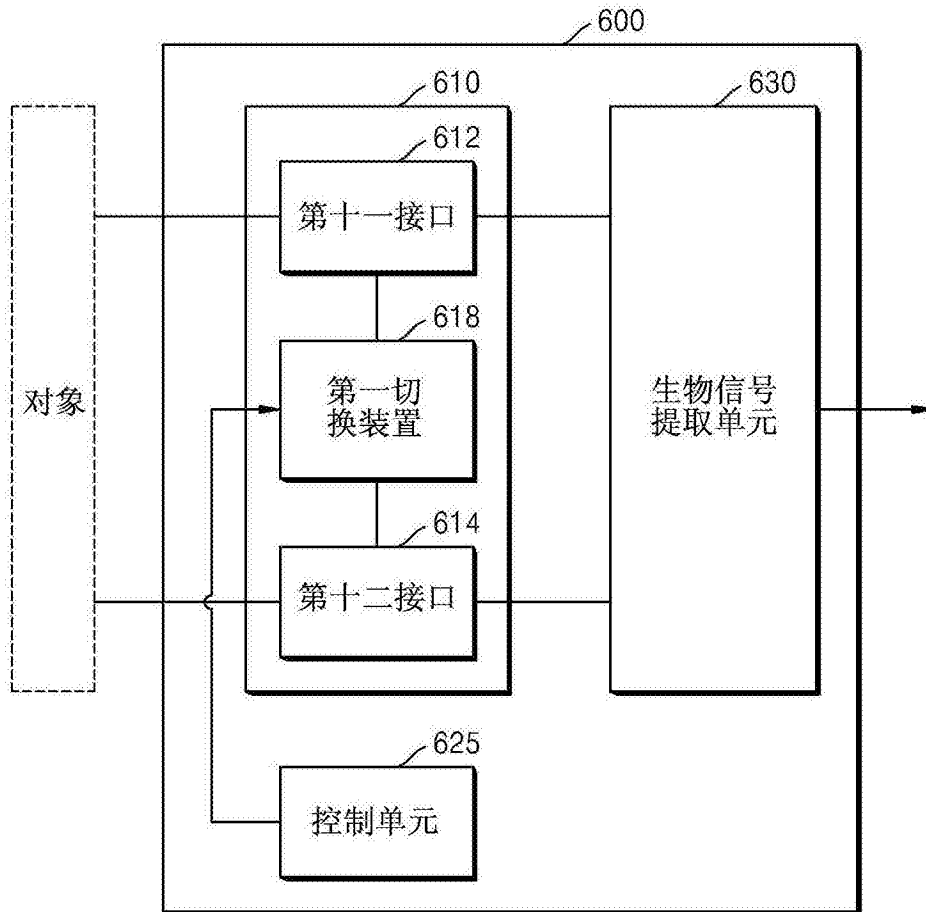 600
610
630
612
第十一接口
618
对象
第一切
换装置
生物信号
提取单元
614
第十二接口
625
控制单元